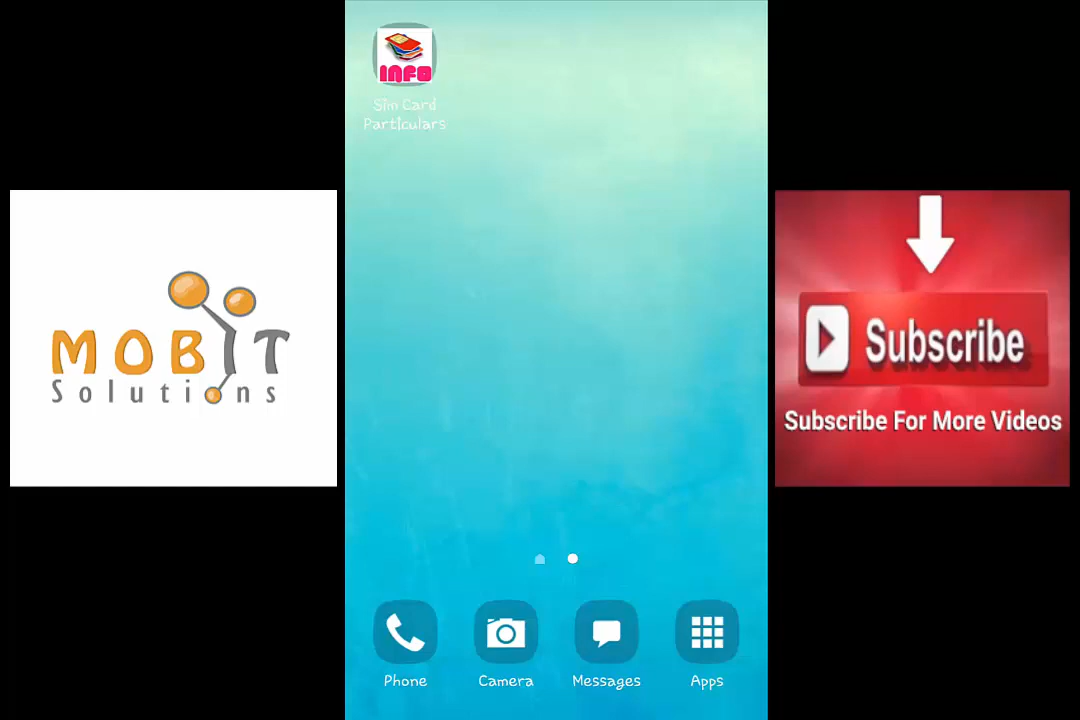 INFO
Sim Card
Particulars
MOBIT
Solutions
Subscribe
Subscribe For More Videos
Phone
Camera
Messages
Apps